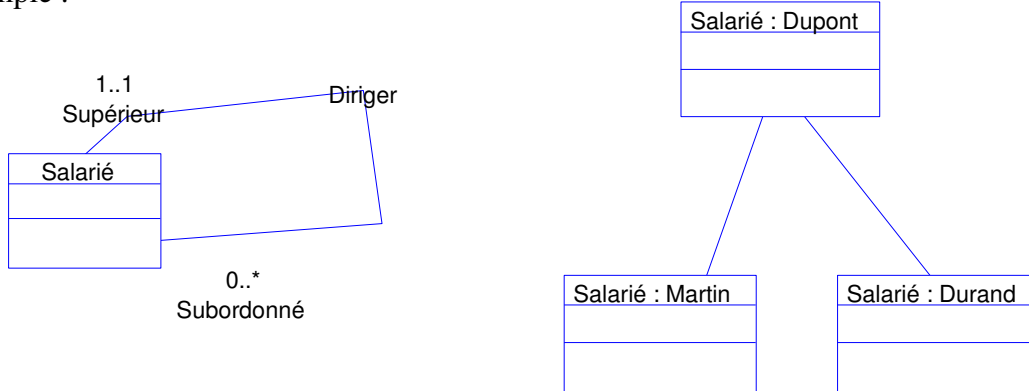 Salarié : Dupont
1..1
Supérieur
Diriger
Salarié
0..*
Subordonné
Salarié : Martin
Salarié : Durand